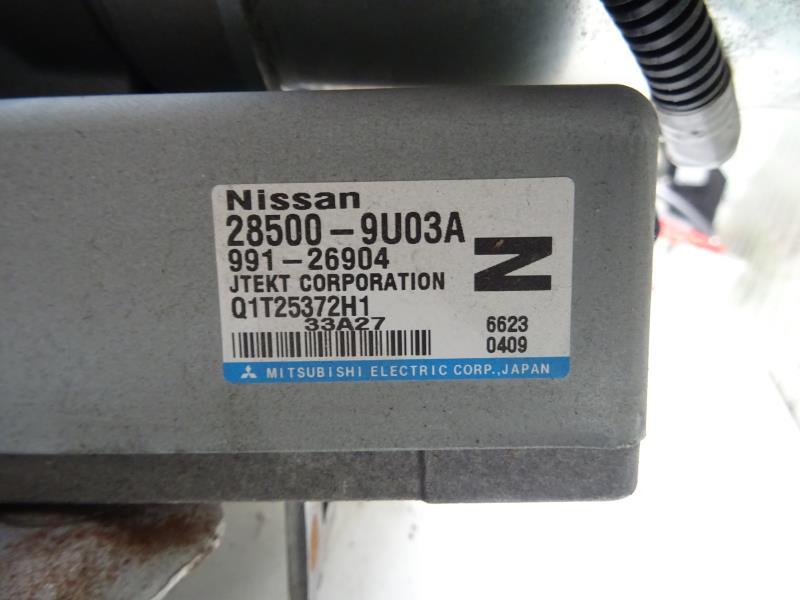 Nissan
28500-9U03A
991-26904
JTEKT CORPORATION
Q1T25372H1
N
33A27
6623
0409
MITSUBISHI ELECTRIC CORP.,JAPAN